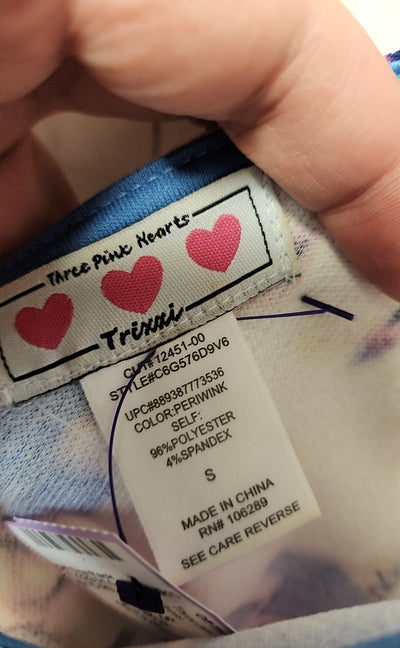 Three Pink Hearts
Trixxi
CUT#12451-00
STYLE#C6G576D9V6
UPC#889387773536
COLOR:PERIWINK
SELF:
96%POLYESTER
4%SPANDEX
S
MADE IN CHINA
RN# 106289
SEE CARE REVERSE